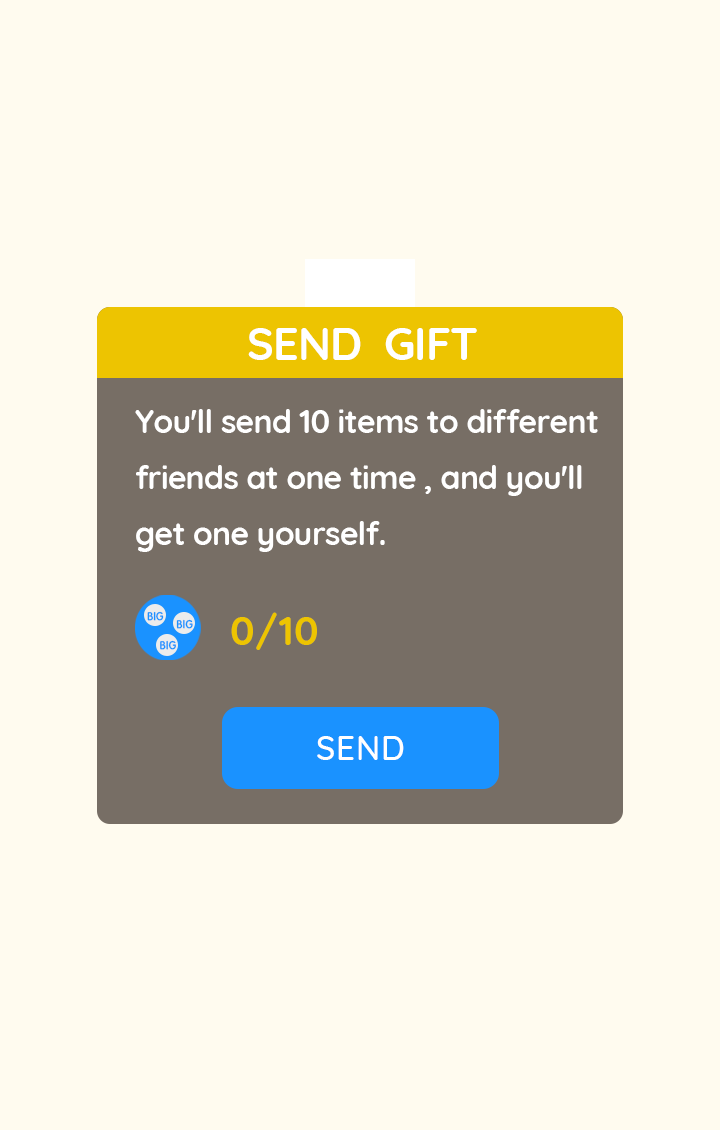 SEND GIFT
You'll send 10 items to different
friends at one time , and you'll
get one yourself.
BIG
BIG
BIG
0/10
SEND